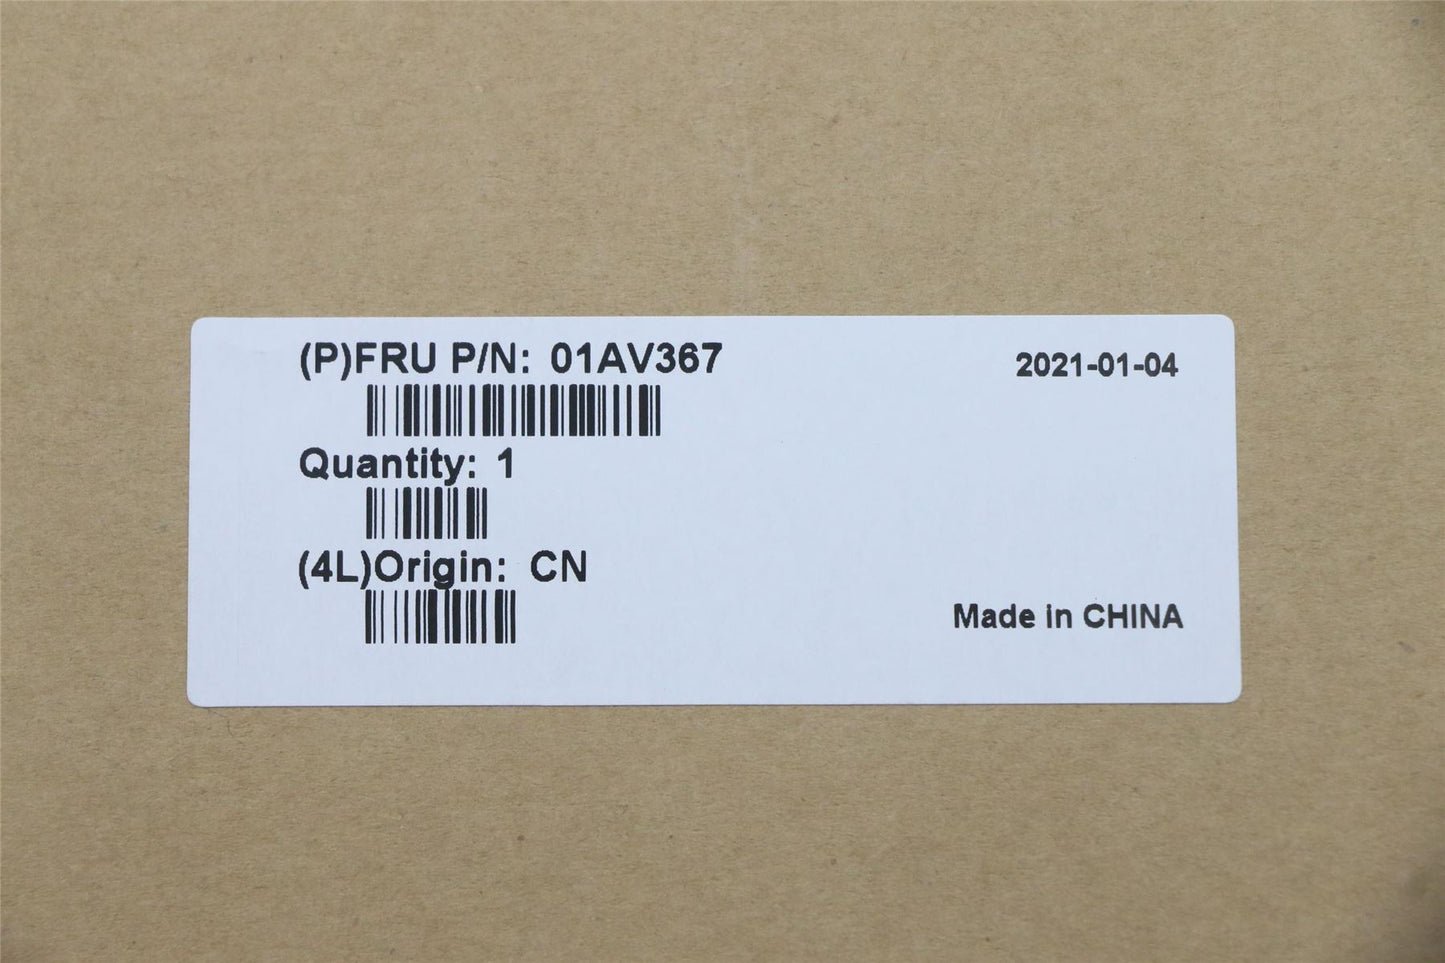 (P)FRU P/N: 01AV367
2021-01-04
Quantity: 1
(4L)Origin: CN
Made in CHINA